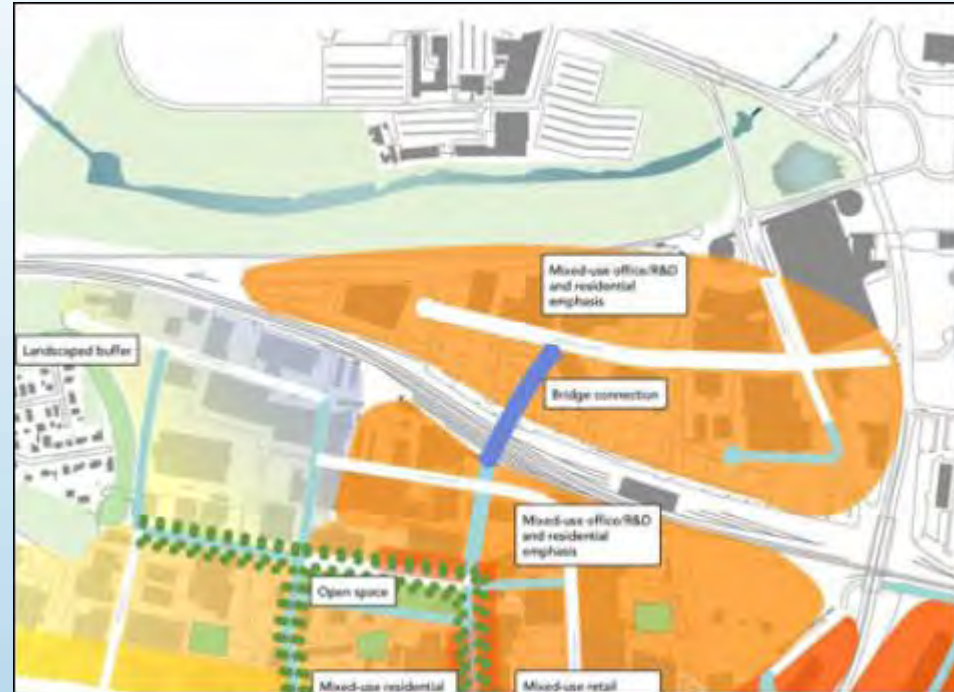 Mixed-use office/R&D
and residential
emphasis
Landscaped buffer
Bridge connection
Mixed-use office/R&D
and residential
emphasis
Open space
Mixed-use residential
Mixed-use retail